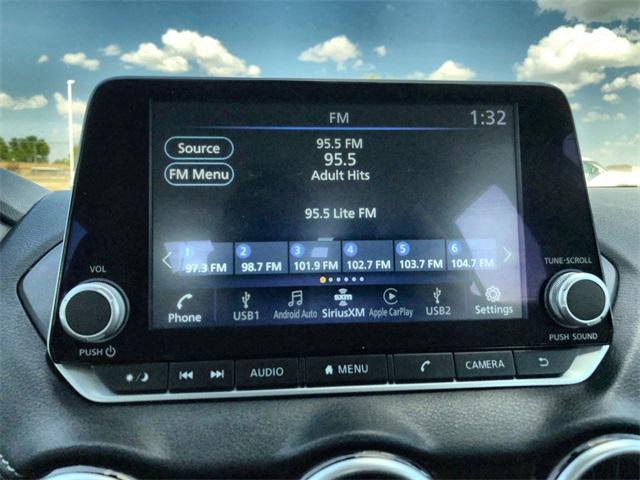 FM 1:32
Source
FM Menu
95.5 FM
95.5
Adult Hits
95.5 Lite FM
1 2 3 4 5 6
97.3 FM 98.7 FM 101.9 FM 102.7 FM 103.7 FM 104.7 FM
Phone USB1 Android Auto SXM SiriusXM Apple CarPlay USB2 Settings
VOL
PUSH
TUNE-SCROLL
PUSH SOUND
AUDIO MENU CAMERA